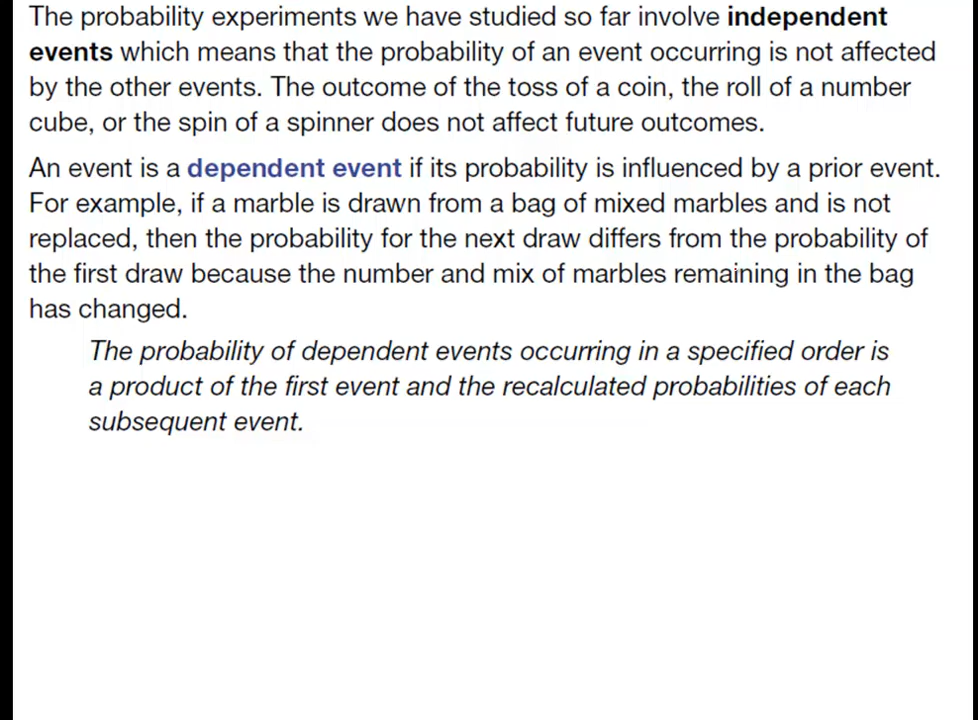 The probability experiments we have studied so far involve independent
events which means that the probability of an event occurring is not affected
by the other events. The outcome of the toss of a coin, the roll of a number
cube, or the spin of a spinner does not affect future outcomes.
An event is a dependent event if its probability is influenced by a prior event.
For example, if a marble is drawn from a bag of mixed marbles and is not
replaced, then the probability for the next draw differs from the probability of
the first draw because the number and mix of marbles remaining in the bag
has changed.
The probability of dependent events occurring in a specified order is
a product of the first event and the recalculated probabilities of each
subsequent event.